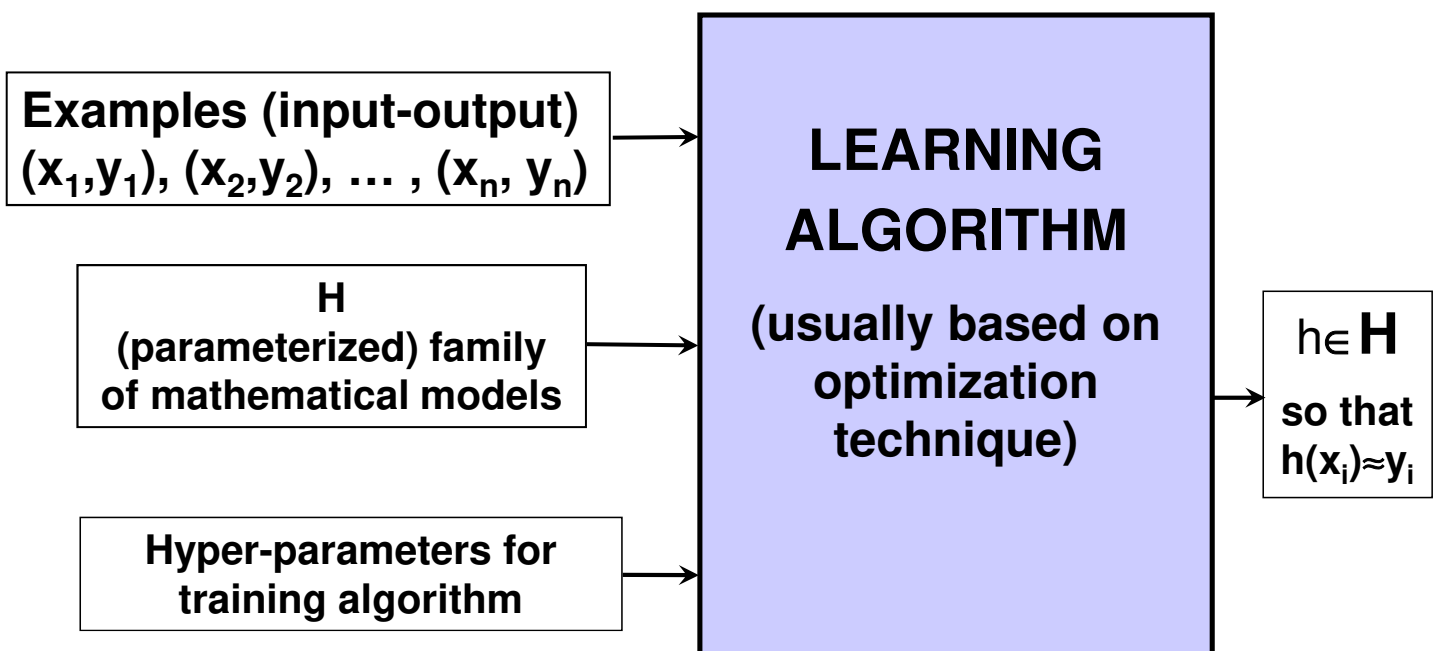 Examples (input-output)
(x₁,y₁), (x₂,y₂), … , (xₙ, yₙ)
H
(parameterized) family
of mathematical models
Hyper-parameters for
training algorithm
LEARNING
ALGORITHM
(usually based on
optimization
technique)
h∈ H
so that
h(xᵢ)≈yᵢ